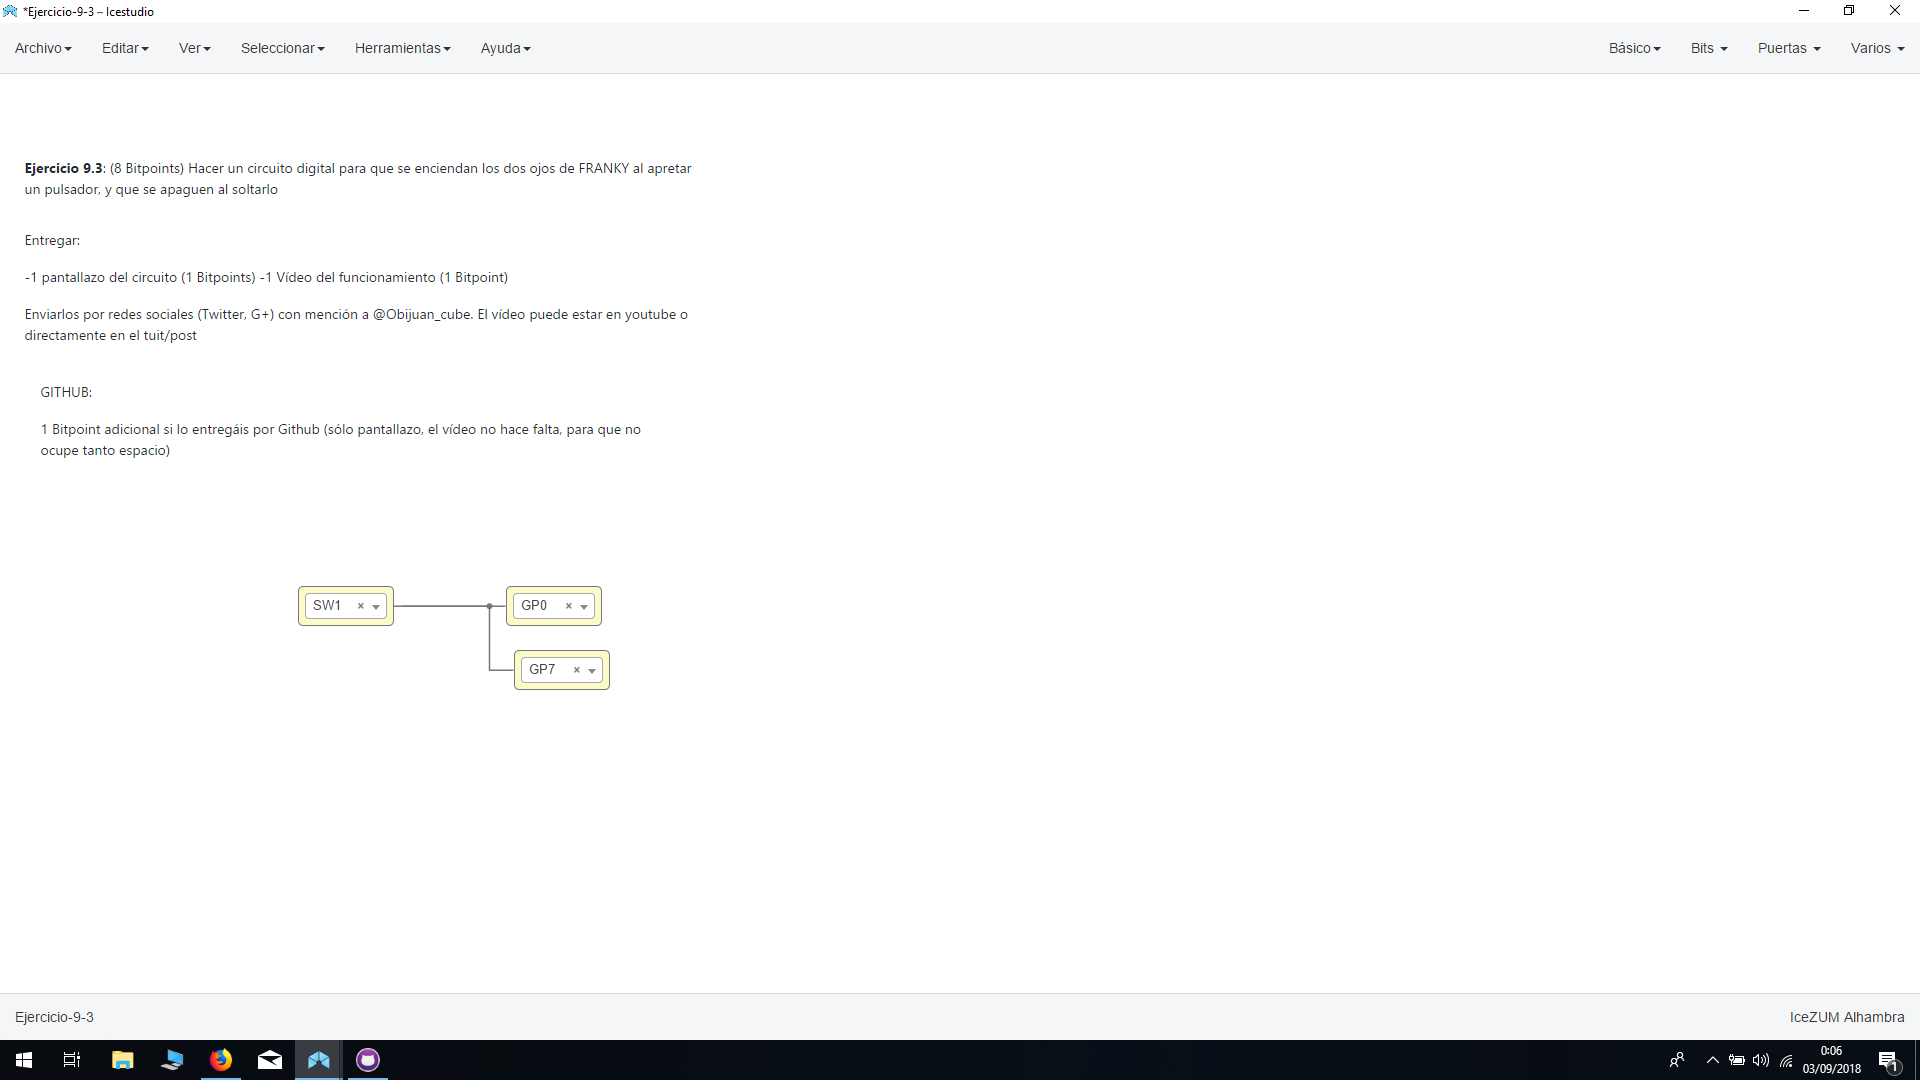 *Ejercicio-9-3 – Icestudio
Archivo Editar Ver Seleccionar Herramientas Ayuda Básico Bits Puertas Varios
Ejercicio 9.3: (8 Bitpoints) Hacer un circuito digital para que se enciendan los dos ojos de FRANKY al apretar
un pulsador, y que se apaguen al soltarlo
Entregar:
-1 pantallazo del circuito (1 Bitpoints) -1 Vídeo del funcionamiento (1 Bitpoint)
Enviarlos por redes sociales (Twitter, G+) con mención a @Obijuan_cube. El vídeo puede estar en youtube o
directamente en el tuit/post
GITHUB:
1 Bitpoint adicional si lo entregáis por Github (sólo pantallazo, el vídeo no hace falta, para que no
ocupe tanto espacio)
SW1 × GP0 ×
GP7 ×
Ejercicio-9-3 IceZUM Alhambra
0:06
03/09/2018
1